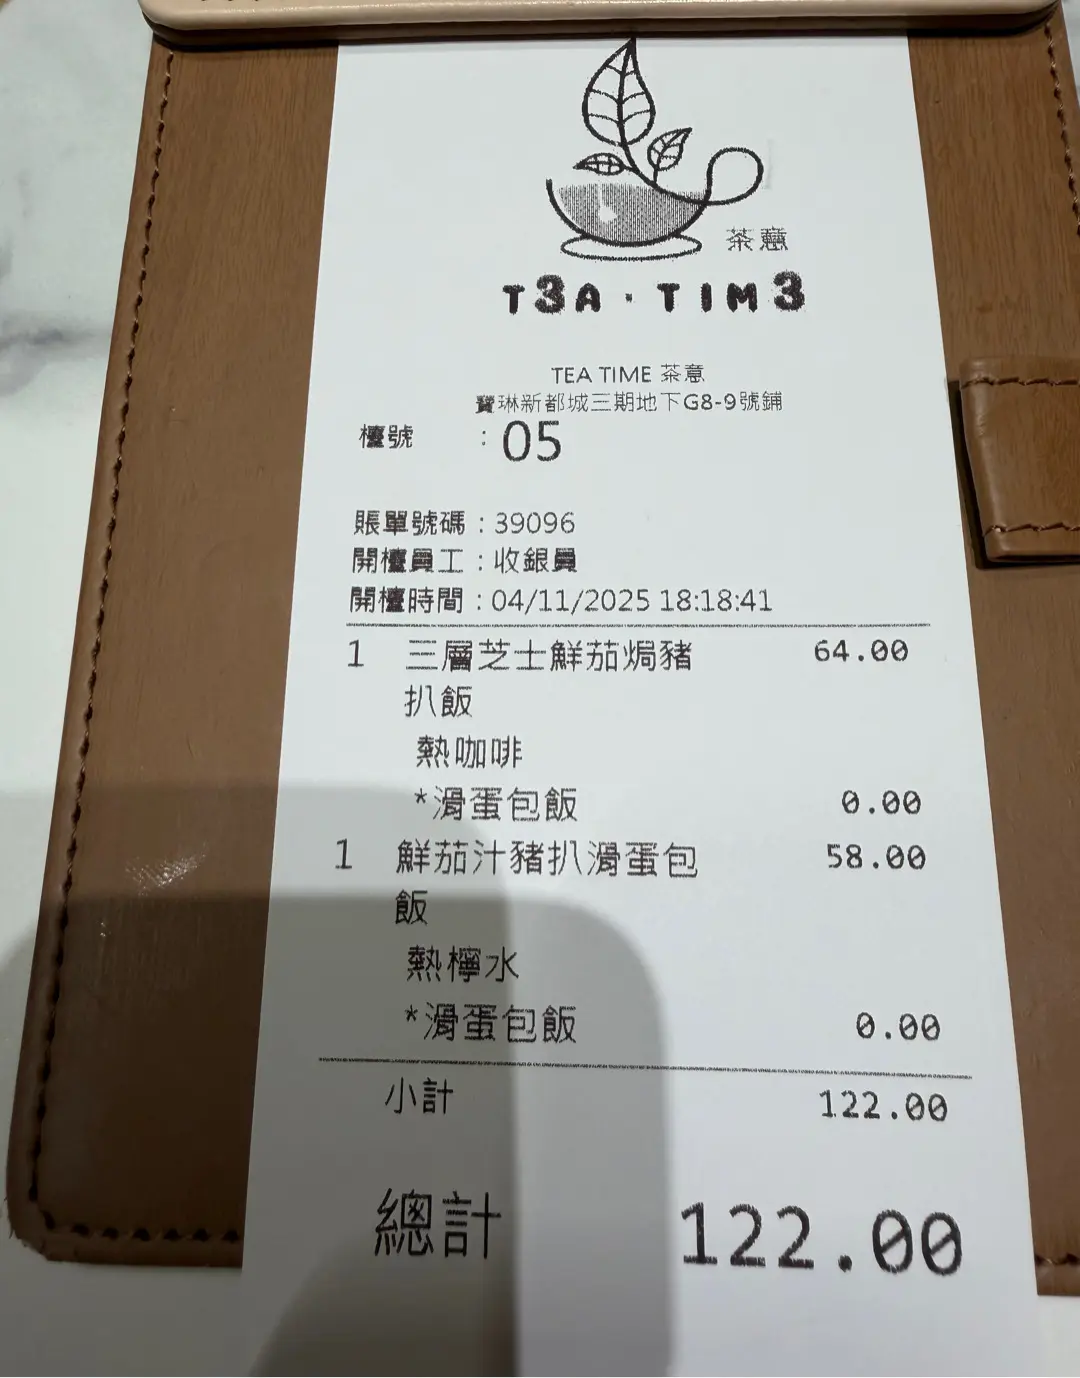 茶意
T3A·TIM3
TEA TIME 茶意
寶琳新都城三期地下G8-9號鋪
檯號 : 05
賬單號碼 : 39096
開檯員工 : 收銀員
開檯時間 : 04/11/2025 18:18:41
1 三層芝士鮮茄焗豬 64.00
扒飯
熱咖啡
*滑蛋包飯 0.00
1 鮮茄汁豬扒滑蛋包 58.00
飯
熱檸水
*滑蛋包飯 0.00
小計 122.00
總計 122.00